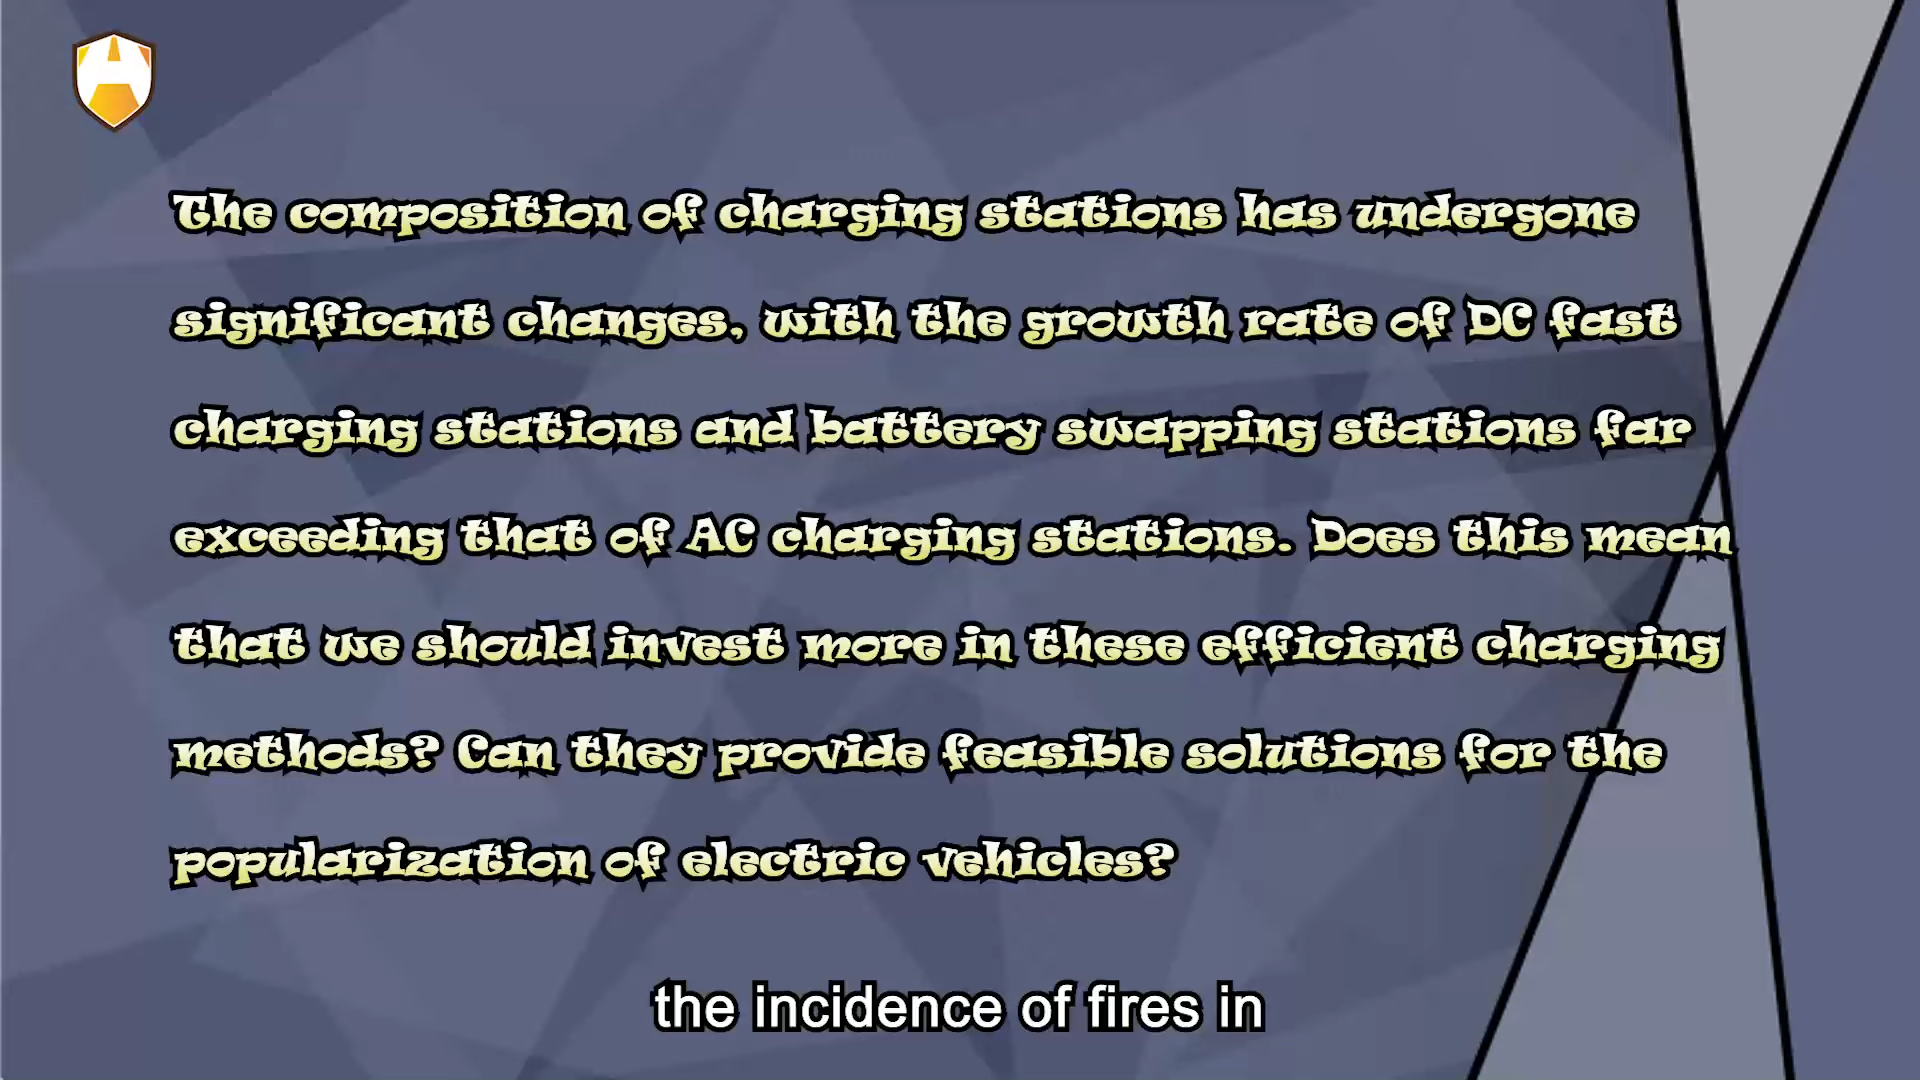 The composition of charging stations has undergone
significant changes, with the growth rate of DC fast
charging stations and battery swapping stations far
exceeding that of AC charging stations. Does this mean
that we should invest more in these efficient charging
methods? Can they provide feasible solutions for the
popularization of electric vehicles?
the incidence of fires in